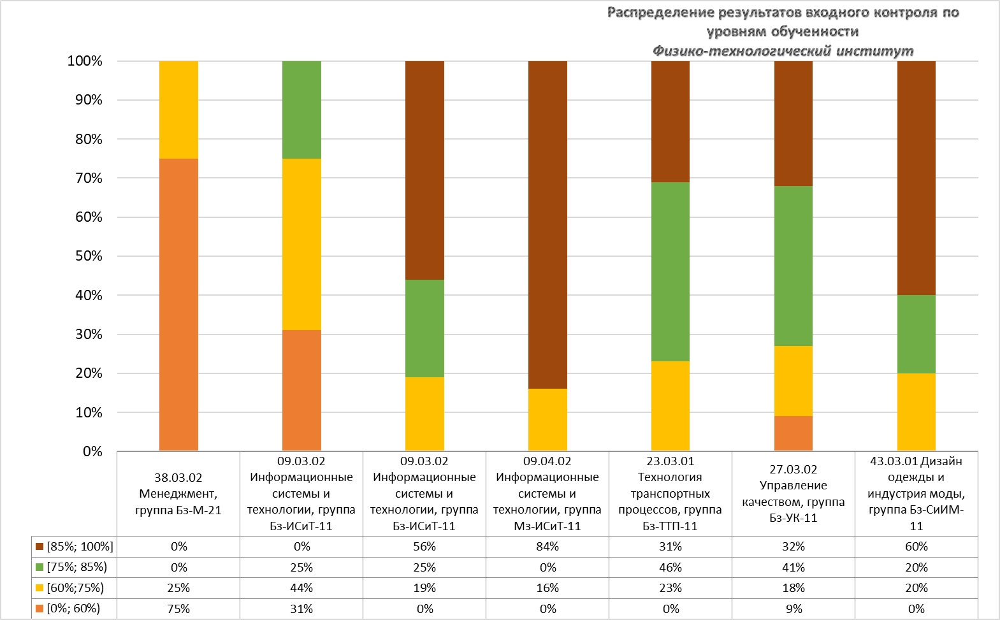 Распределение результатов входного контроля по
уровням обученности
Физико-технологический институт
100%
90%
80%
70%
60%
50%
40%
30%
20%
10%
0%
38.03.02
Менеджмент,
группа Бз-М-21
09.03.02
Информационные
системы и
технологии, группа
Бз-ИСиТ-11
09.03.02
Информационные
системы и
технологии, группа
Бз-ИСиТ-11
09.04.02
Информационные
системы и
технологии, группа
Мз-ИСиТ-11
23.03.01
Технология
транспортных
процессов, группа
Бз-ТТП-11
27.03.02
Управление
качеством, группа
Бз-УК-11
43.03.01 Дизайн
одежды и
индустрия моды,
группа Бз-СиИМ-
11
[85%; 100%] 0% 0% 56% 84% 31% 32% 60%
[75%; 85%) 0% 25% 25% 0% 46% 41% 20%
[60%;75%) 25% 44% 19% 16% 23% 18% 20%
[0%; 60%) 75% 31% 0% 0% 0% 9% 0%